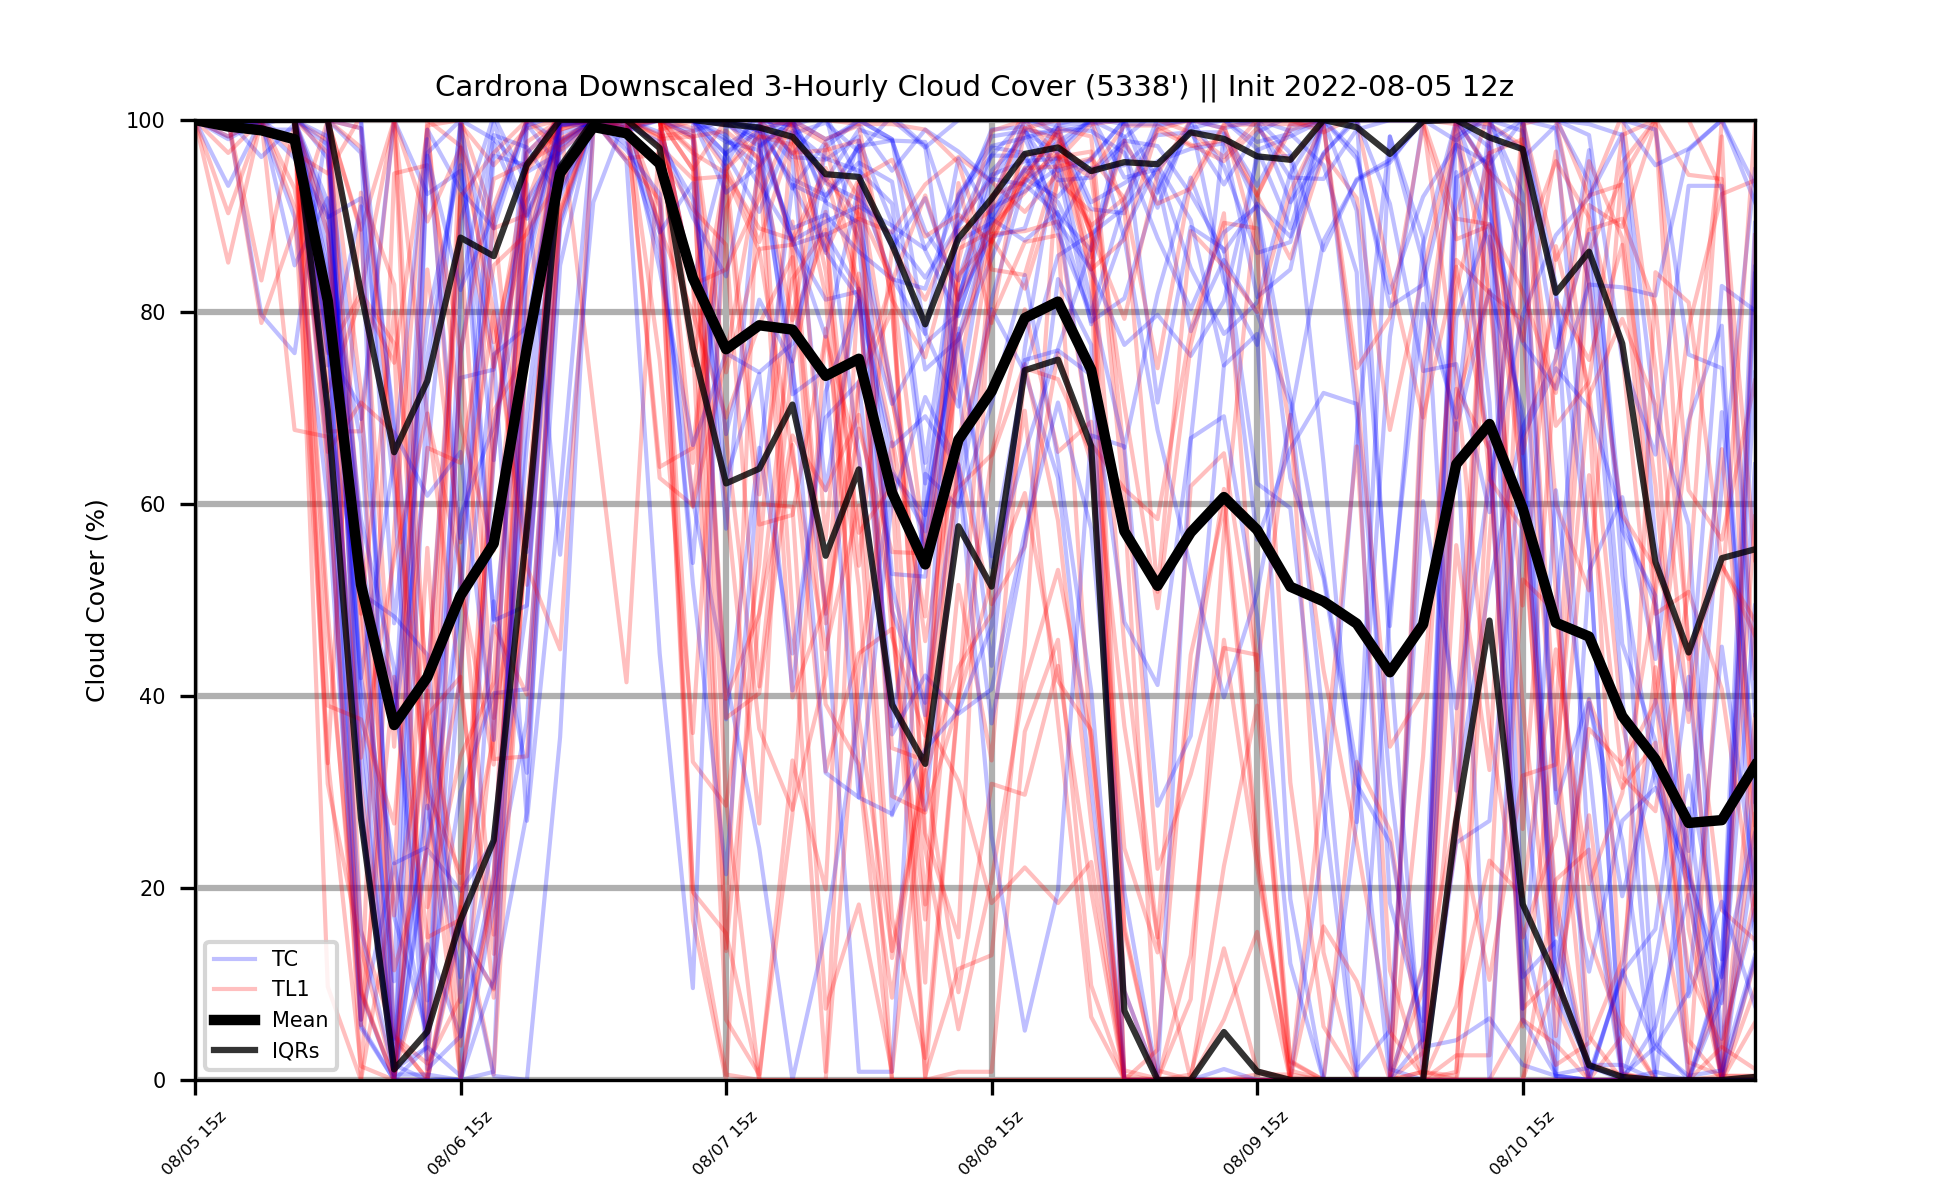 Cardrona Downscaled 3-Hourly Cloud Cover (5338') || Init 2022-08-05 12z
Cloud Cover (%)
100
80
60
40
20
0
TC
TL1
Mean
IQRs
08/05 15z
08/06 15z
08/07 15z
08/08 15z
08/09 15z
08/10 15z